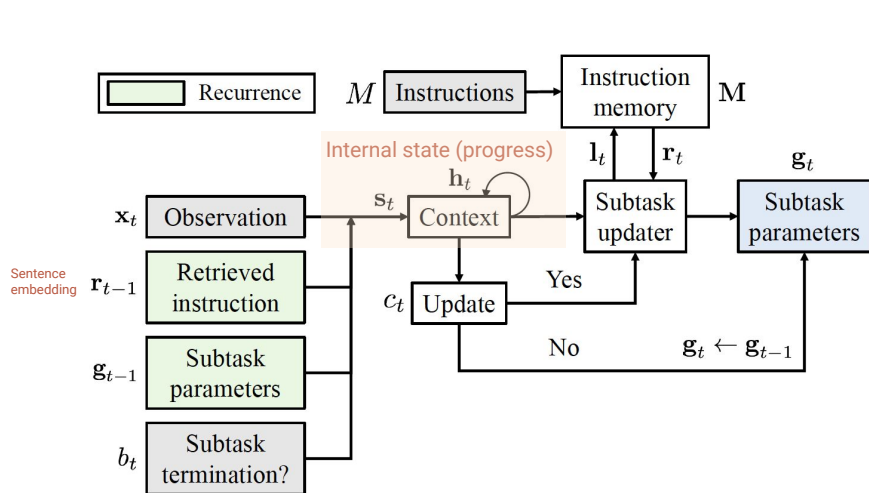 Recurrence
M Instructions
Instruction
memory
M
Internal state (progress)
h_t
s_t
l_t
r_t
g_t
x_t Observation
Context
Subtask
updater
Subtask
parameters
Sentence
embedding
r_{t−1}
Retrieved
instruction
c_t Update
Yes
No
g_t ← g_{t−1}
g_{t−1}
Subtask
parameters
b_t
Subtask
termination?